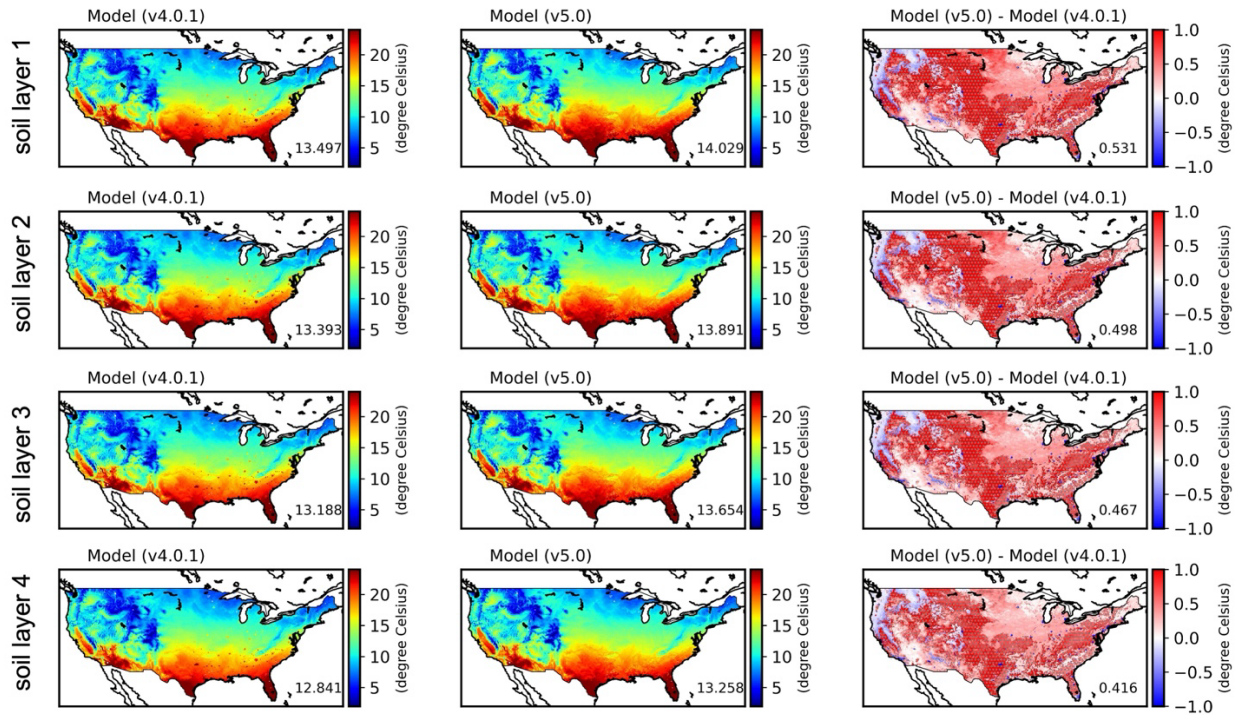 Model (v4.0.1)
Model (v5.0)
Model (v5.0) - Model (v4.0.1)
soil layer 1
13.497
20
15
10
5
(degree Celsius)
14.029
20
15
10
5
(degree Celsius)
0.531
1.0
0.5
0.0
−0.5
−1.0
(degree Celsius)
Model (v4.0.1)
Model (v5.0)
Model (v5.0) - Model (v4.0.1)
soil layer 2
13.393
20
15
10
5
(degree Celsius)
13.891
20
15
10
5
(degree Celsius)
0.498
1.0
0.5
0.0
−0.5
−1.0
(degree Celsius)
Model (v4.0.1)
Model (v5.0)
Model (v5.0) - Model (v4.0.1)
soil layer 3
13.188
20
15
10
5
(degree Celsius)
13.654
20
15
10
5
(degree Celsius)
0.467
1.0
0.5
0.0
−0.5
−1.0
(degree Celsius)
Model (v4.0.1)
Model (v5.0)
Model (v5.0) - Model (v4.0.1)
soil layer 4
12.841
20
15
10
5
(degree Celsius)
13.258
20
15
10
5
(degree Celsius)
0.416
1.0
0.5
0.0
−0.5
−1.0
(degree Celsius)